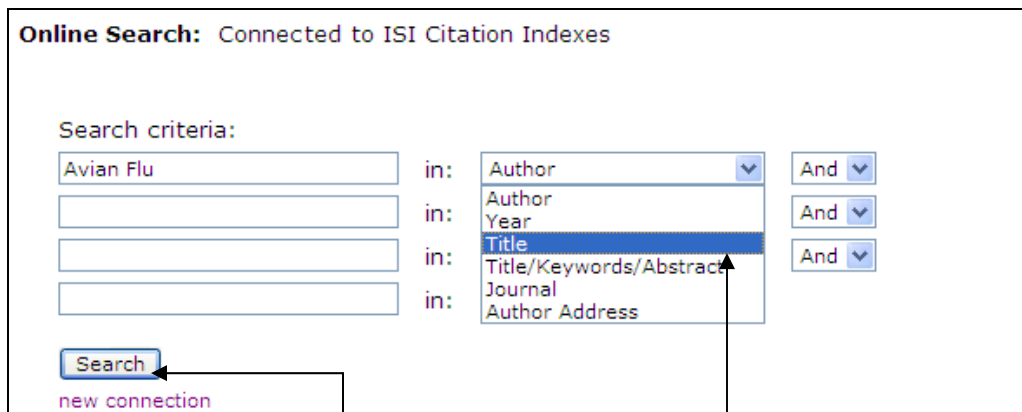 Online Search: Connected to ISI Citation Indexes
Search criteria:
Avian Flu in: Author And
in: Author And
Year
Title
in: Title/Keywords/Abstract And
Journal
in: Author Address
Search
new connection